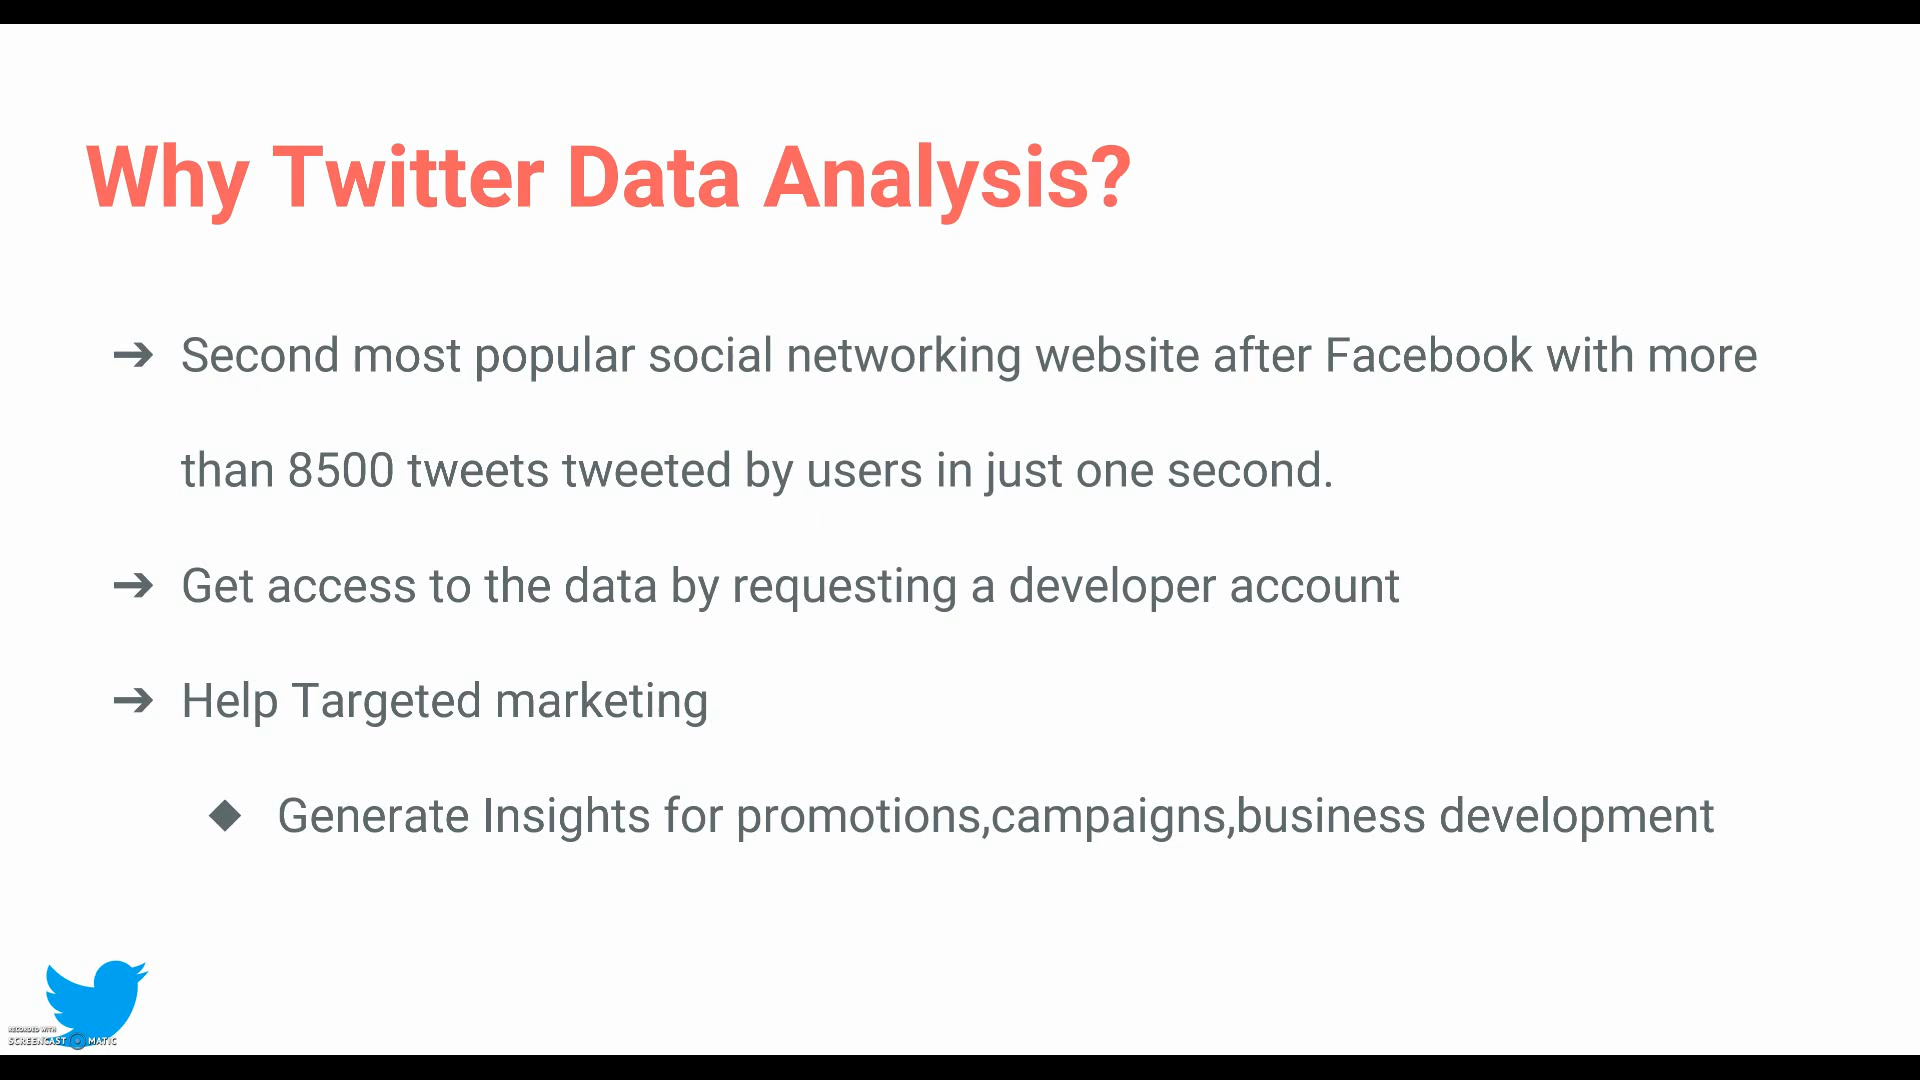 Why Twitter Data Analysis?
➔ Second most popular social networking website after Facebook with more
than 8500 tweets tweeted by users in just one second.
➔ Get access to the data by requesting a developer account
➔ Help Targeted marketing
◆ Generate Insights for promotions,campaigns,business development
RECORDED WITH
SCREENCAST MATIC